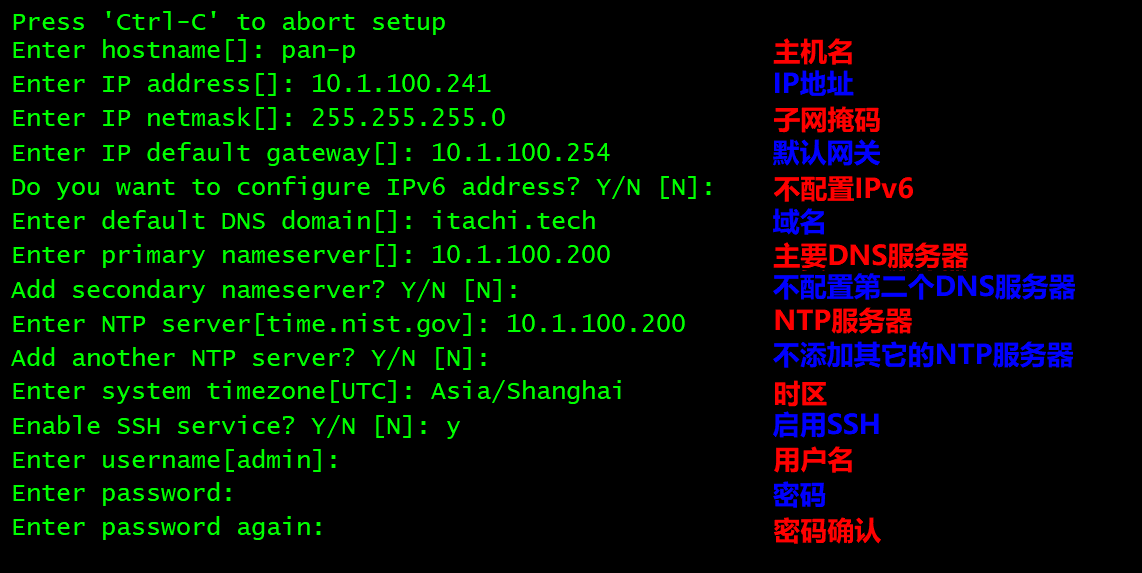 Press 'Ctrl-C' to abort setup
Enter hostname[]: pan-p 主机名
Enter IP address[]: 10.1.100.241 IP地址
Enter IP netmask[]: 255.255.255.0 子网掩码
Enter IP default gateway[]: 10.1.100.254 默认网关
Do you want to configure IPv6 address? Y/N [N]: 不配置IPv6
Enter default DNS domain[]: itachi.tech 域名
Enter primary nameserver[]: 10.1.100.200 主要DNS服务器
Add secondary nameserver? Y/N [N]: 不配置第二个DNS服务器
Enter NTP server[time.nist.gov]: 10.1.100.200 NTP服务器
Add another NTP server? Y/N [N]: 不添加其它的NTP服务器
Enter system timezone[UTC]: Asia/Shanghai 时区
Enable SSH service? Y/N [N]: y 启用SSH
Enter username[admin]: 用户名
Enter password: 密码
Enter password again: 密码确认